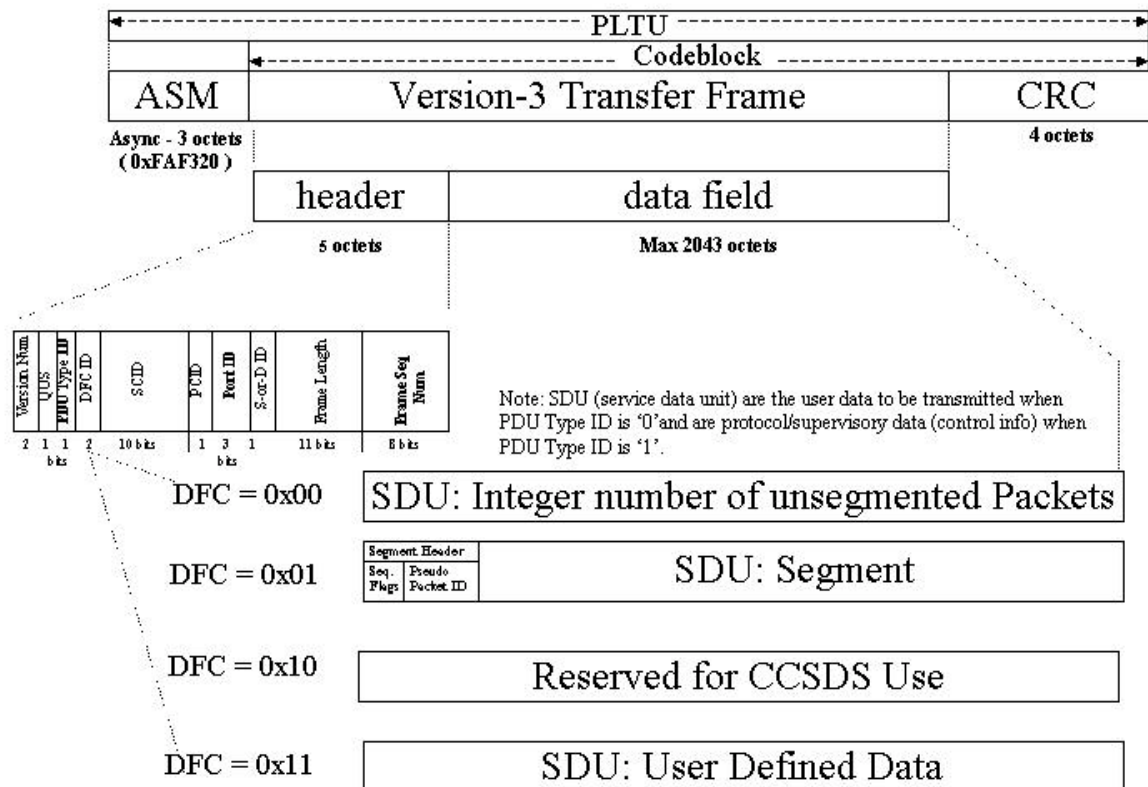 PLTU
Codeblock
ASM
Version-3 Transfer Frame
CRC
Async - 3 octets
( 0xFAF320 )
4 octets
header
data field
5 octets
Max 2043 octets
Version Num
QUS
PDU Type ID
DFC ID
SCID
PCID
Port ID
S-or-D ID
Frame Length
Frame Seq
Num
2 1 1 2 10 bits 1 3 1 11 bits 8 bits
bits
bits
Note: SDU (service data unit) are the user data to be transmitted when
PDU Type ID is ‘0’and are protocol/supervisory data (control info) when
PDU Type ID is ‘1’.
DFC = 0x00
SDU: Integer number of unsegmented Packets
DFC = 0x01
Segment Header
Seq. Flags
Pseudo Packet ID
SDU: Segment
DFC = 0x10
Reserved for CCSDS Use
DFC = 0x11
SDU: User Defined Data